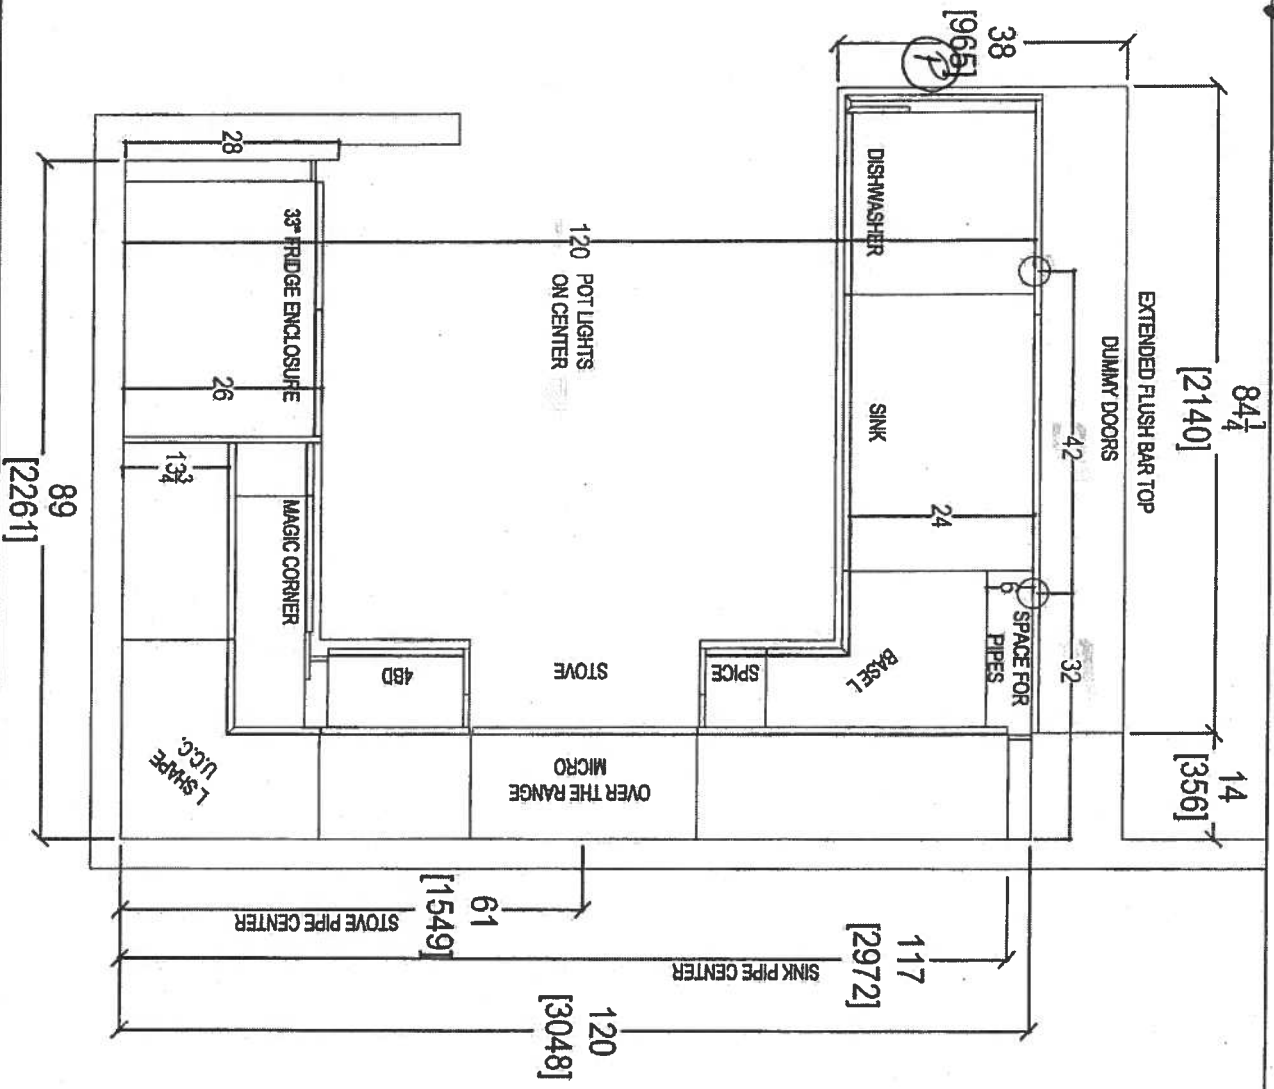 38
[965]
P
84 1/4
[2140]
EXTENDED FLUSH BAR TOP
DUMMY DOORS
14
[356]
42
32
DISHWASHER
SINK
24
6
SPACE FOR
PIPES
BASE L
SPICE
STOVE
4BD
120 POT LIGHTS
ON CENTER
28
33" FRIDGE ENCLOSURE
26
13 3/4
MAGIC CORNER
L SHAPE
U.C.C.
OVER THE RANGE
MICRO
89
[2261]
61
[1549]
STOVE PIPE CENTER
117
[2972]
SINK PIPE CENTER
120
[3048]